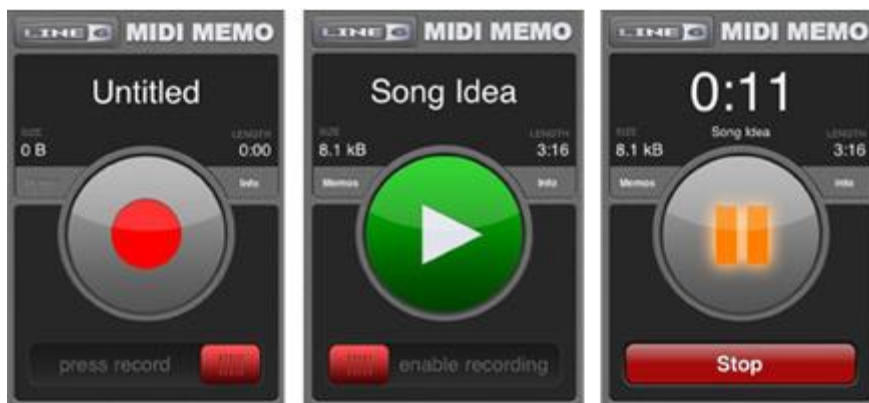 LINE 6 MIDI MEMO
Untitled
SIZE LENGTH
0 B 0:00
Memos Info
press record
LINE 6 MIDI MEMO
Song Idea
SIZE LENGTH
8.1 kB 3:16
Memos Info
enable recording
LINE 6 MIDI MEMO
0:11
Song Idea
SIZE LENGTH
8.1 kB 3:16
Memos Info
Stop